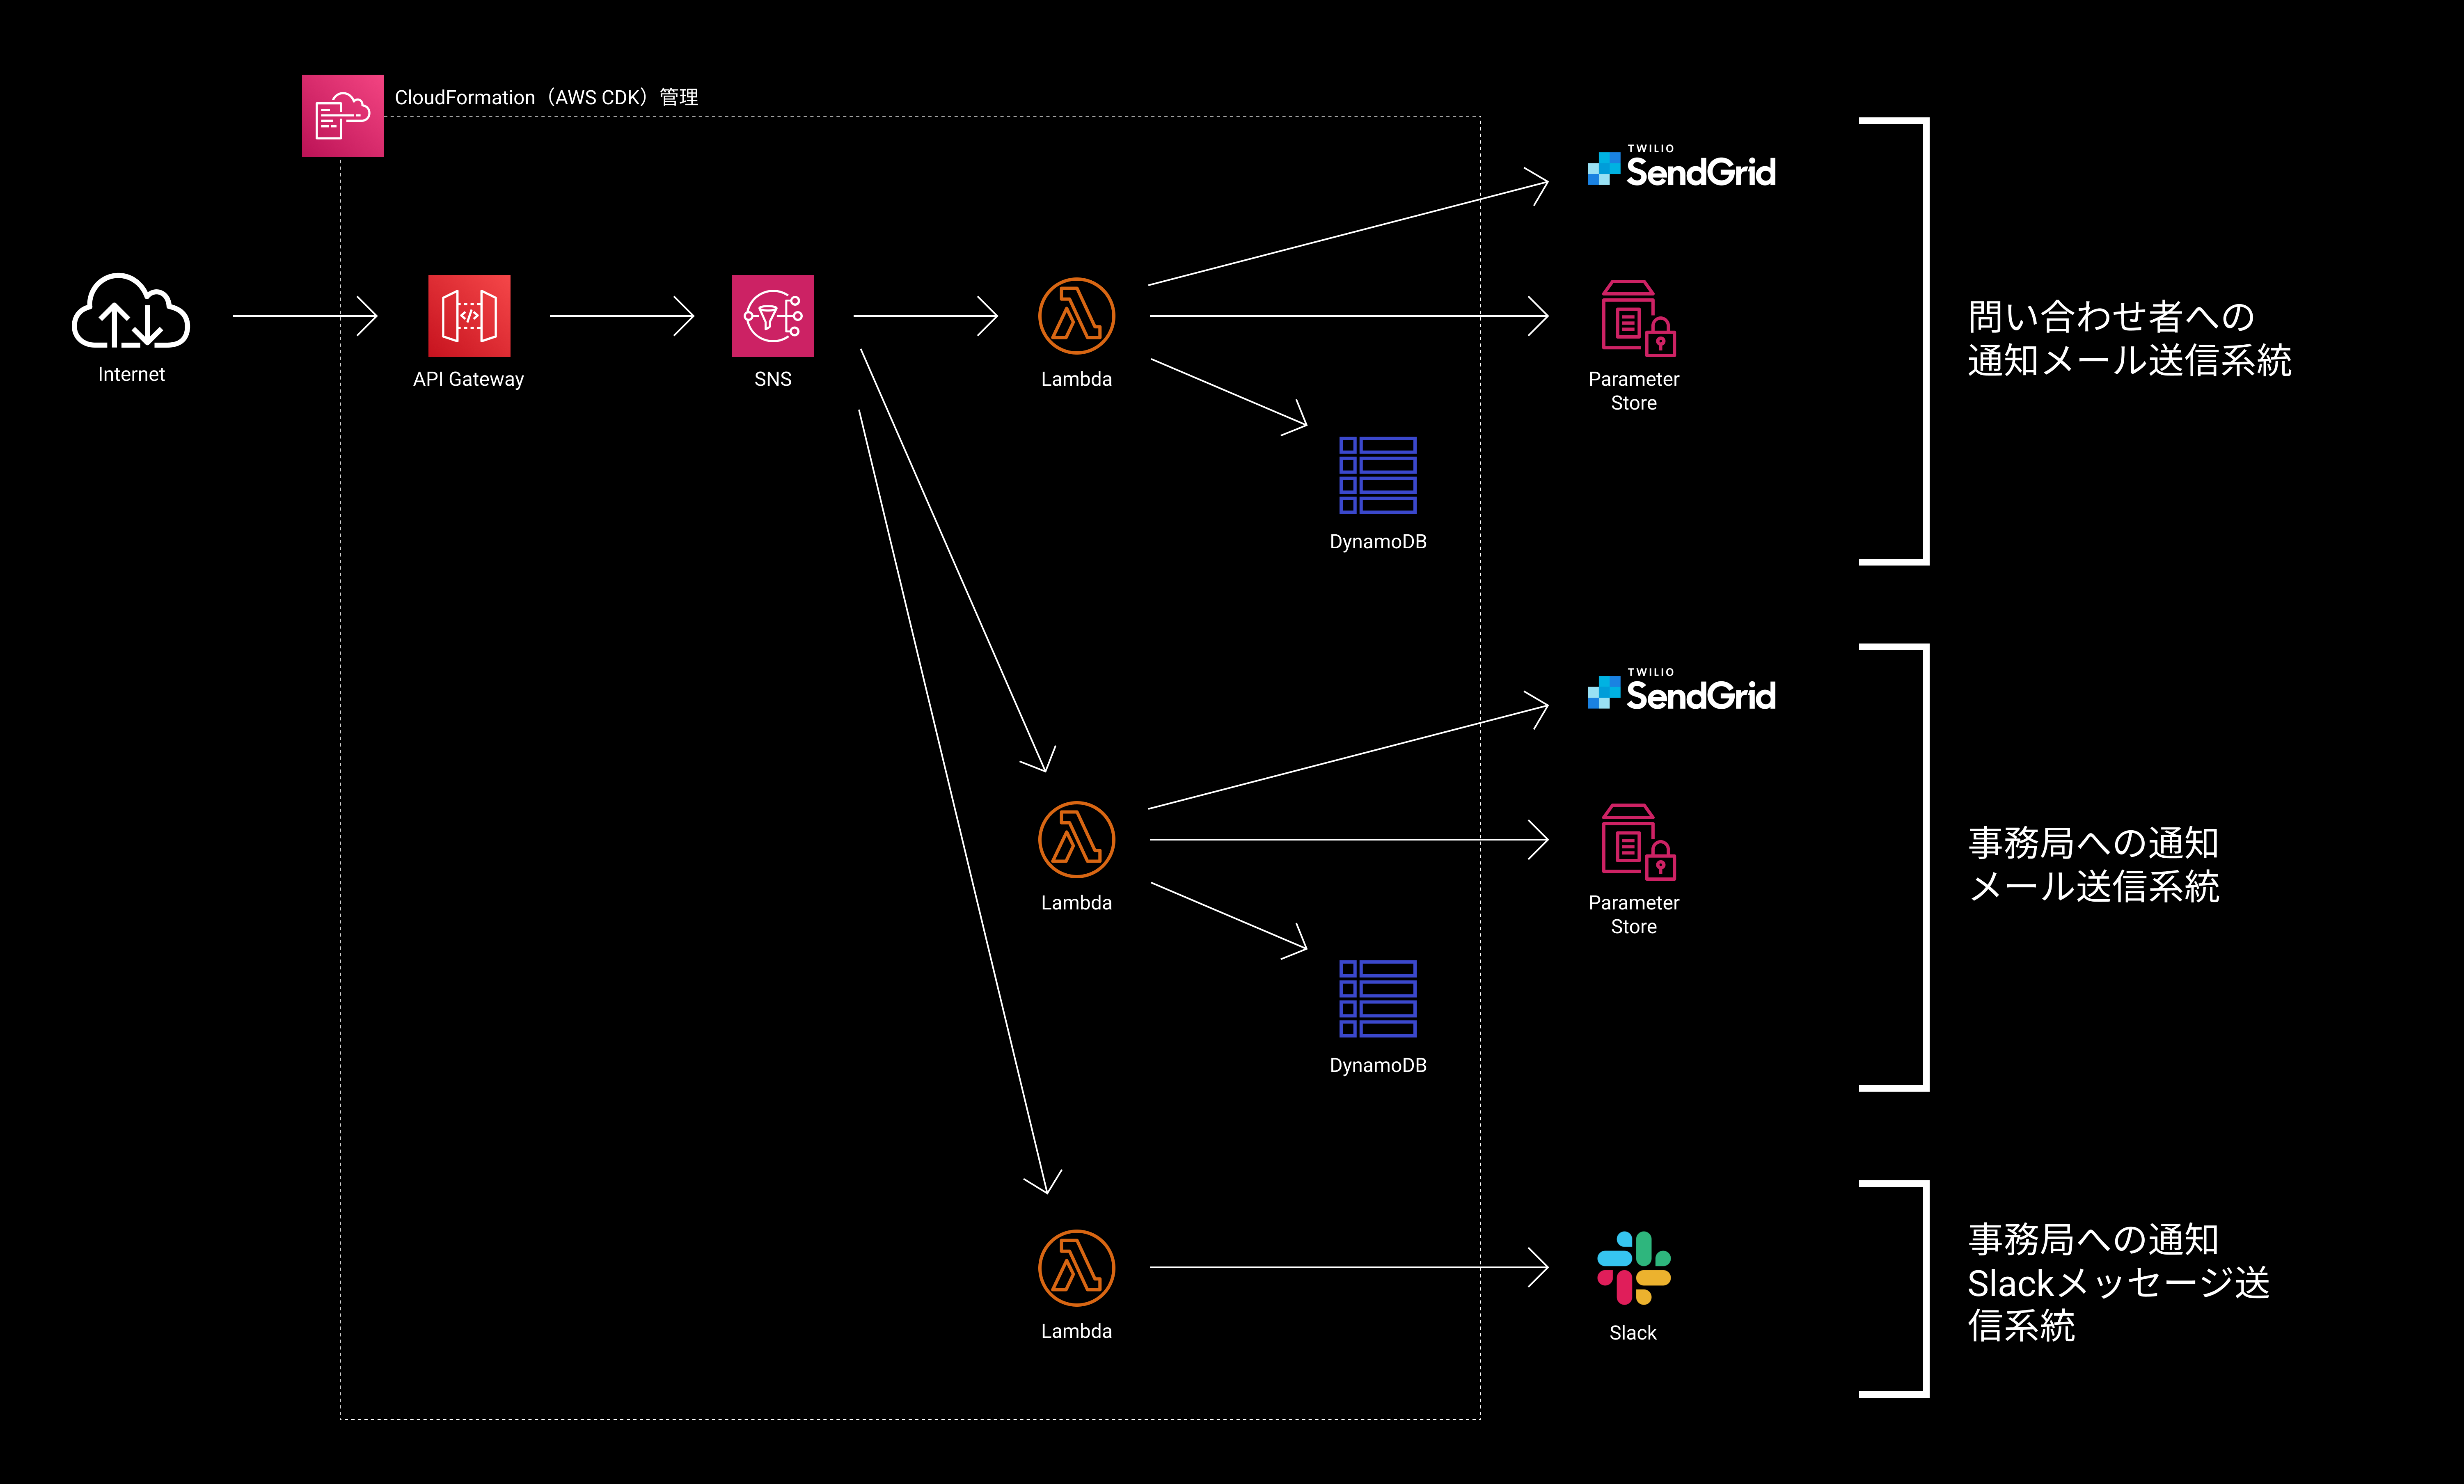 CloudFormation（AWS CDK）管理
Internet
API Gateway
SNS
Lambda
TWILIO
SendGrid
Parameter
Store
DynamoDB
問い合わせ者への
通知メール送信系統
Lambda
TWILIO
SendGrid
Parameter
Store
DynamoDB
事務局への通知
メール送信系統
Lambda
Slack
事務局への通知
Slackメッセージ送
信系統